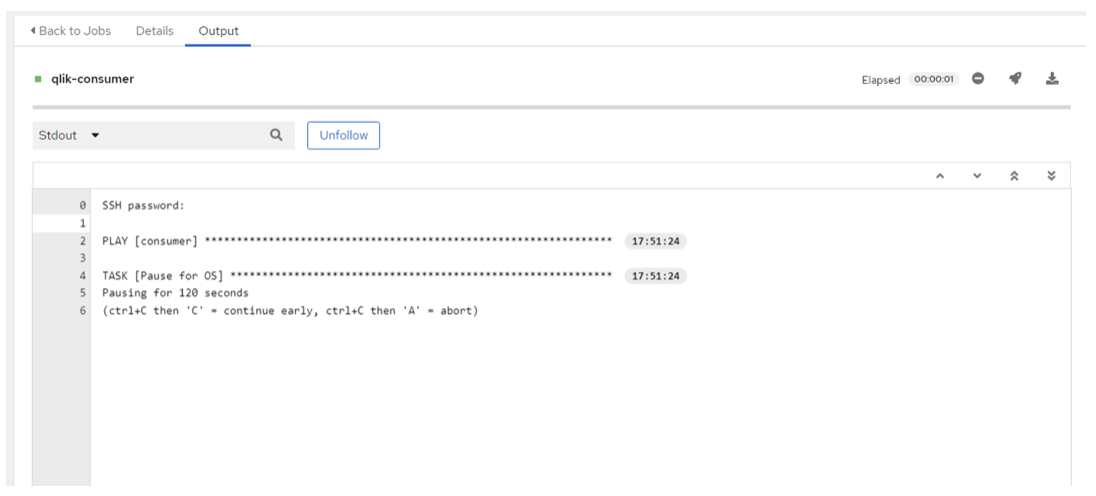 Back to Jobs Details Output
qlik-consumer Elapsed 00:00:01
Stdout Unfollow
0 SSH password:
1
2 PLAY [consumer] **************************************************************** 17:51:24
3
4 TASK [Pause for OS] ************************************************************ 17:51:24
5 Pausing for 120 seconds
6 (ctrl+C then 'C' = continue early, ctrl+C then 'A' = abort)